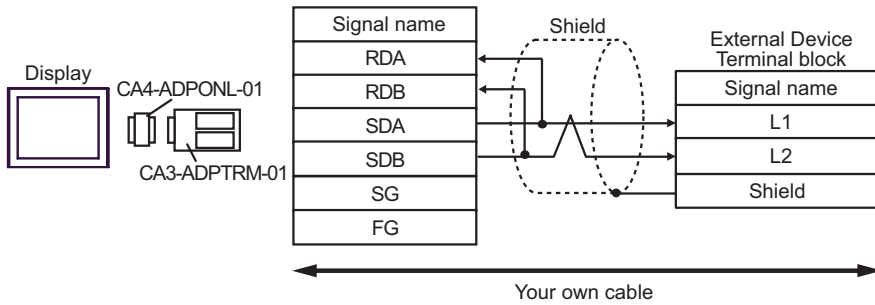 Display
CA4-ADPONL-01
CA3-ADPTRM-01
Signal name
RDA
RDB
SDA
SDB
SG
FG
Shield
External Device
Terminal block
Signal name
L1
L2
Shield
Your own cable